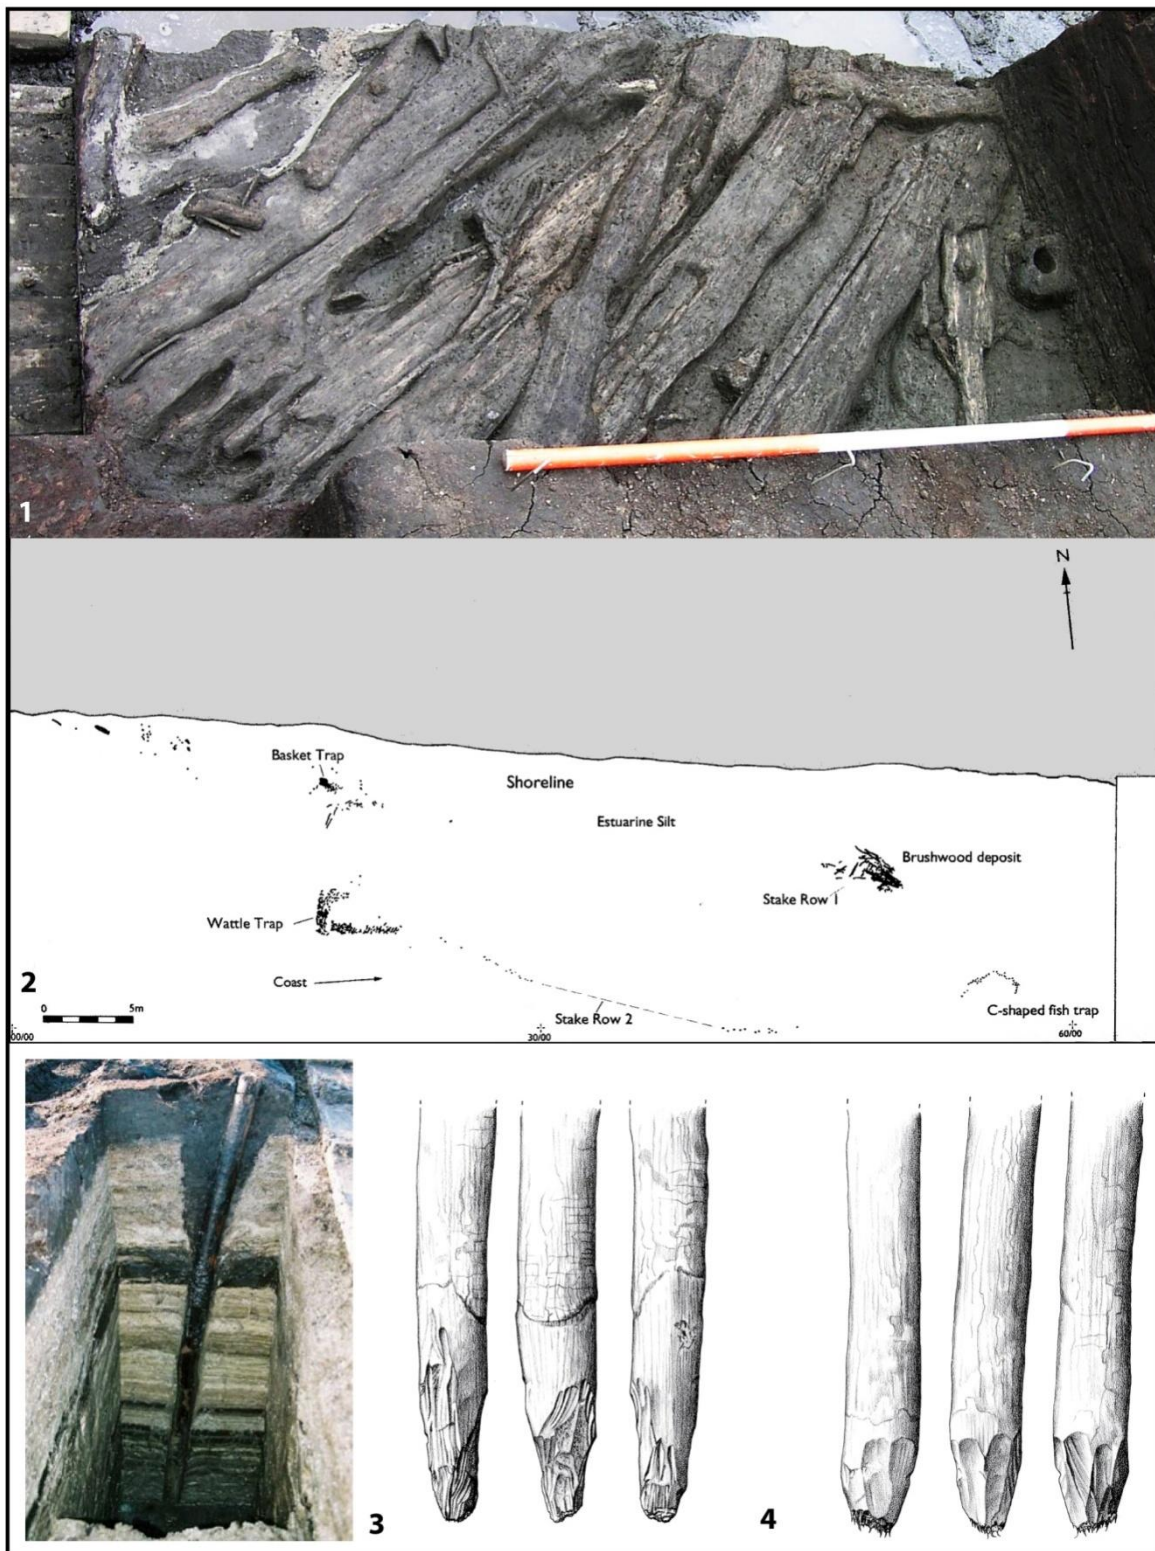 1
N
Basket Trap
Shoreline
Estuarine Silt
Brushwood deposit
Stake Row 1
Wattle Trap
2
Coast
C-shaped fish trap
0 5m
Stake Row 2
00/00
30/00
60/00
3
4